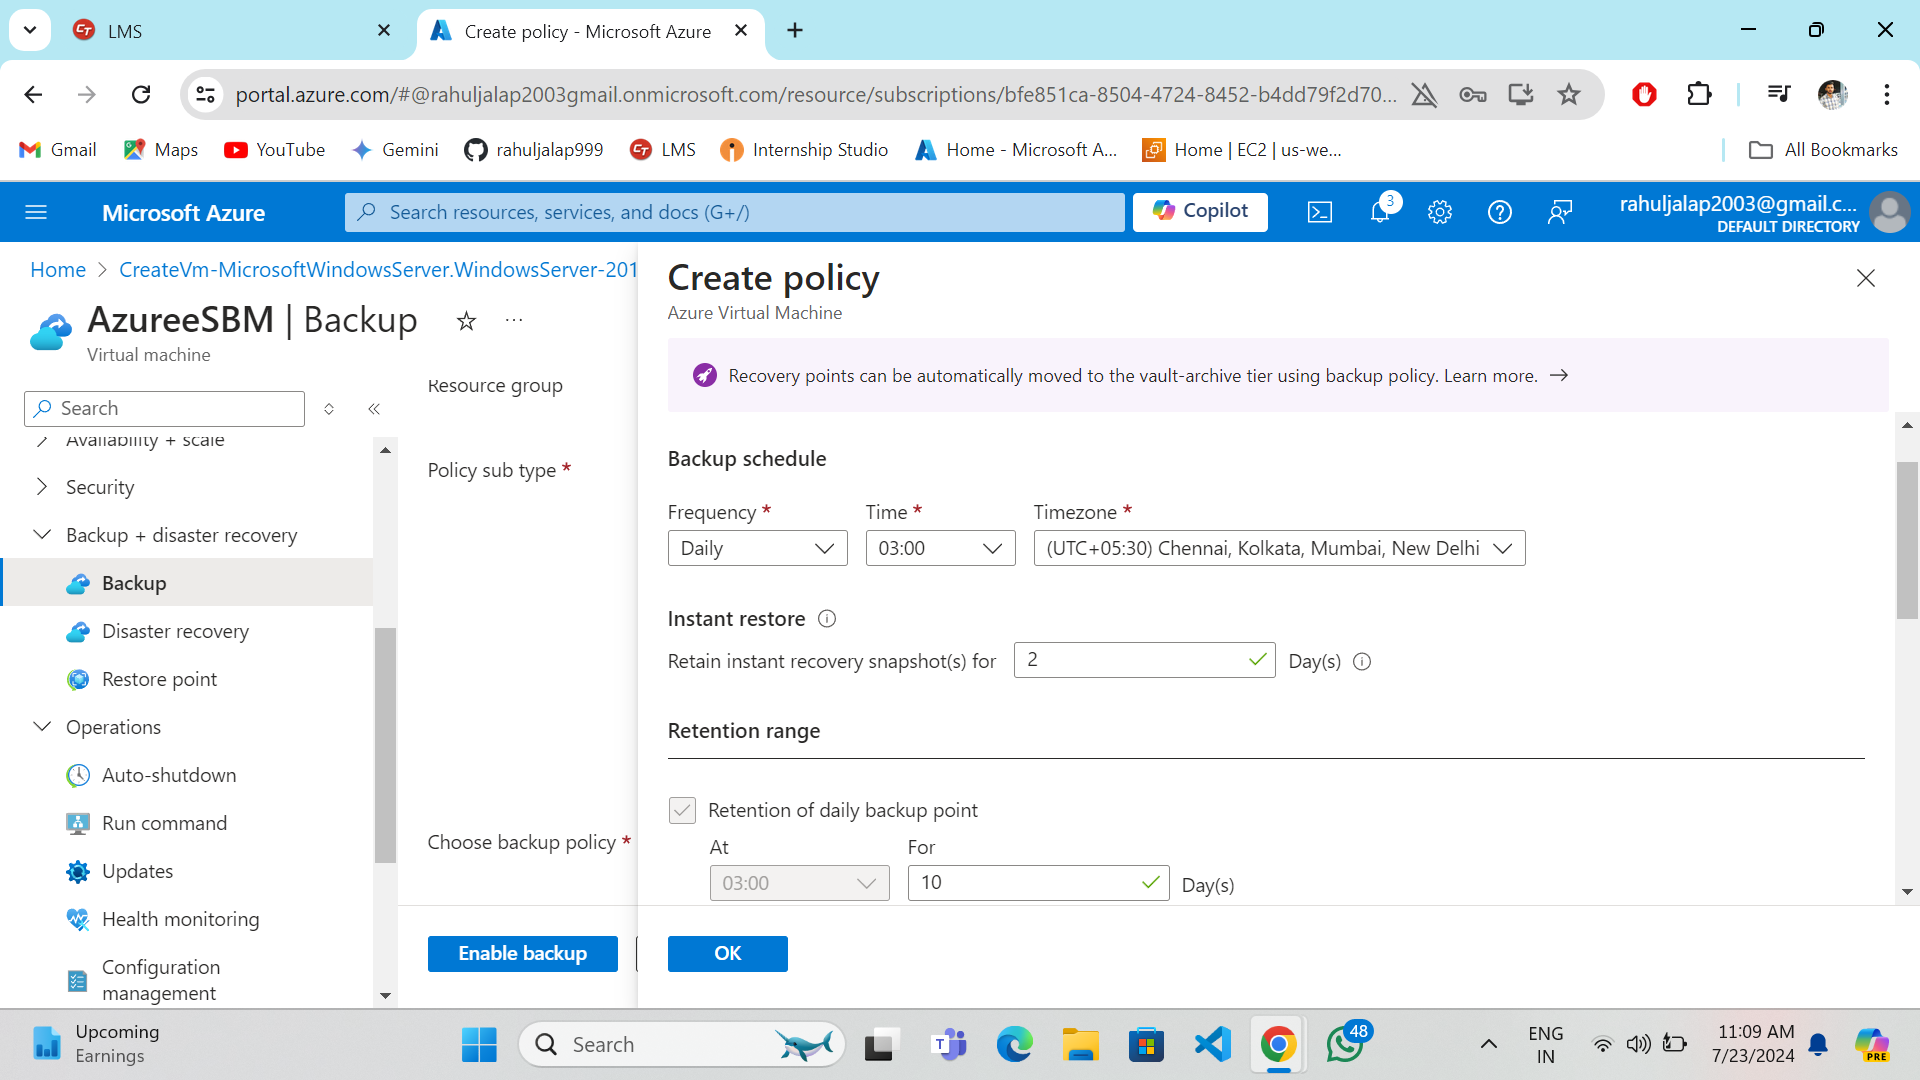 LMS
Create policy - Microsoft Azure
portal.azure.com/#@rahuljalap2003gmail.onmicrosoft.com/resource/subscriptions/bfe851ca-8504-4724-8452-b4dd79f2d70...
Gmail
Maps
YouTube
Gemini
rahuljalap999
LMS
Internship Studio
Home - Microsoft A...
Home | EC2 | us-we...
All Bookmarks
Microsoft Azure
Search resources, services, and docs (G+/)
Copilot
3
rahuljalap2003@gmail.c...
DEFAULT DIRECTORY
Home > CreateVm-MicrosoftWindowsServer.WindowsServer-201
AzureeSBM | Backup
Virtual machine
Search
Availability + scale
Security
Backup + disaster recovery
Backup
Disaster recovery
Restore point
Operations
Auto-shutdown
Run command
Updates
Health monitoring
Configuration
management
Resource group
Policy sub type *
Choose backup policy *
Enable backup
Create policy
Azure Virtual Machine
Recovery points can be automatically moved to the vault-archive tier using backup policy. Learn more.
Backup schedule
Frequency * Time * Timezone *
Daily 03:00 (UTC+05:30) Chennai, Kolkata, Mumbai, New Delhi
Instant restore
Retain instant recovery snapshot(s) for 2 Day(s)
Retention range
Retention of daily backup point
At For
03:00 10 Day(s)
OK
Upcoming
Earnings
Search
T
48
ENG
IN
11:09 AM
7/23/2024
PRE